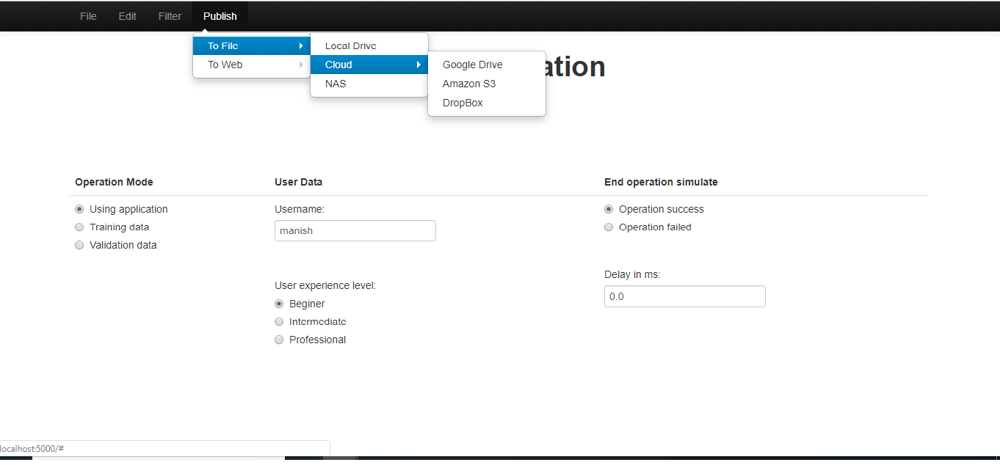 File Edit Filter Publish
To File
To Web
Local Drive
Cloud
NAS
Google Drive
Amazon S3
DropBox
ation
Operation Mode
Using application
Training data
Validation data
User Data
Username:
manish
User experience level:
Beginer
Intermediate
Professional
End operation simulate
Operation success
Operation failed
Delay in ms:
0.0
localhost:5000/#